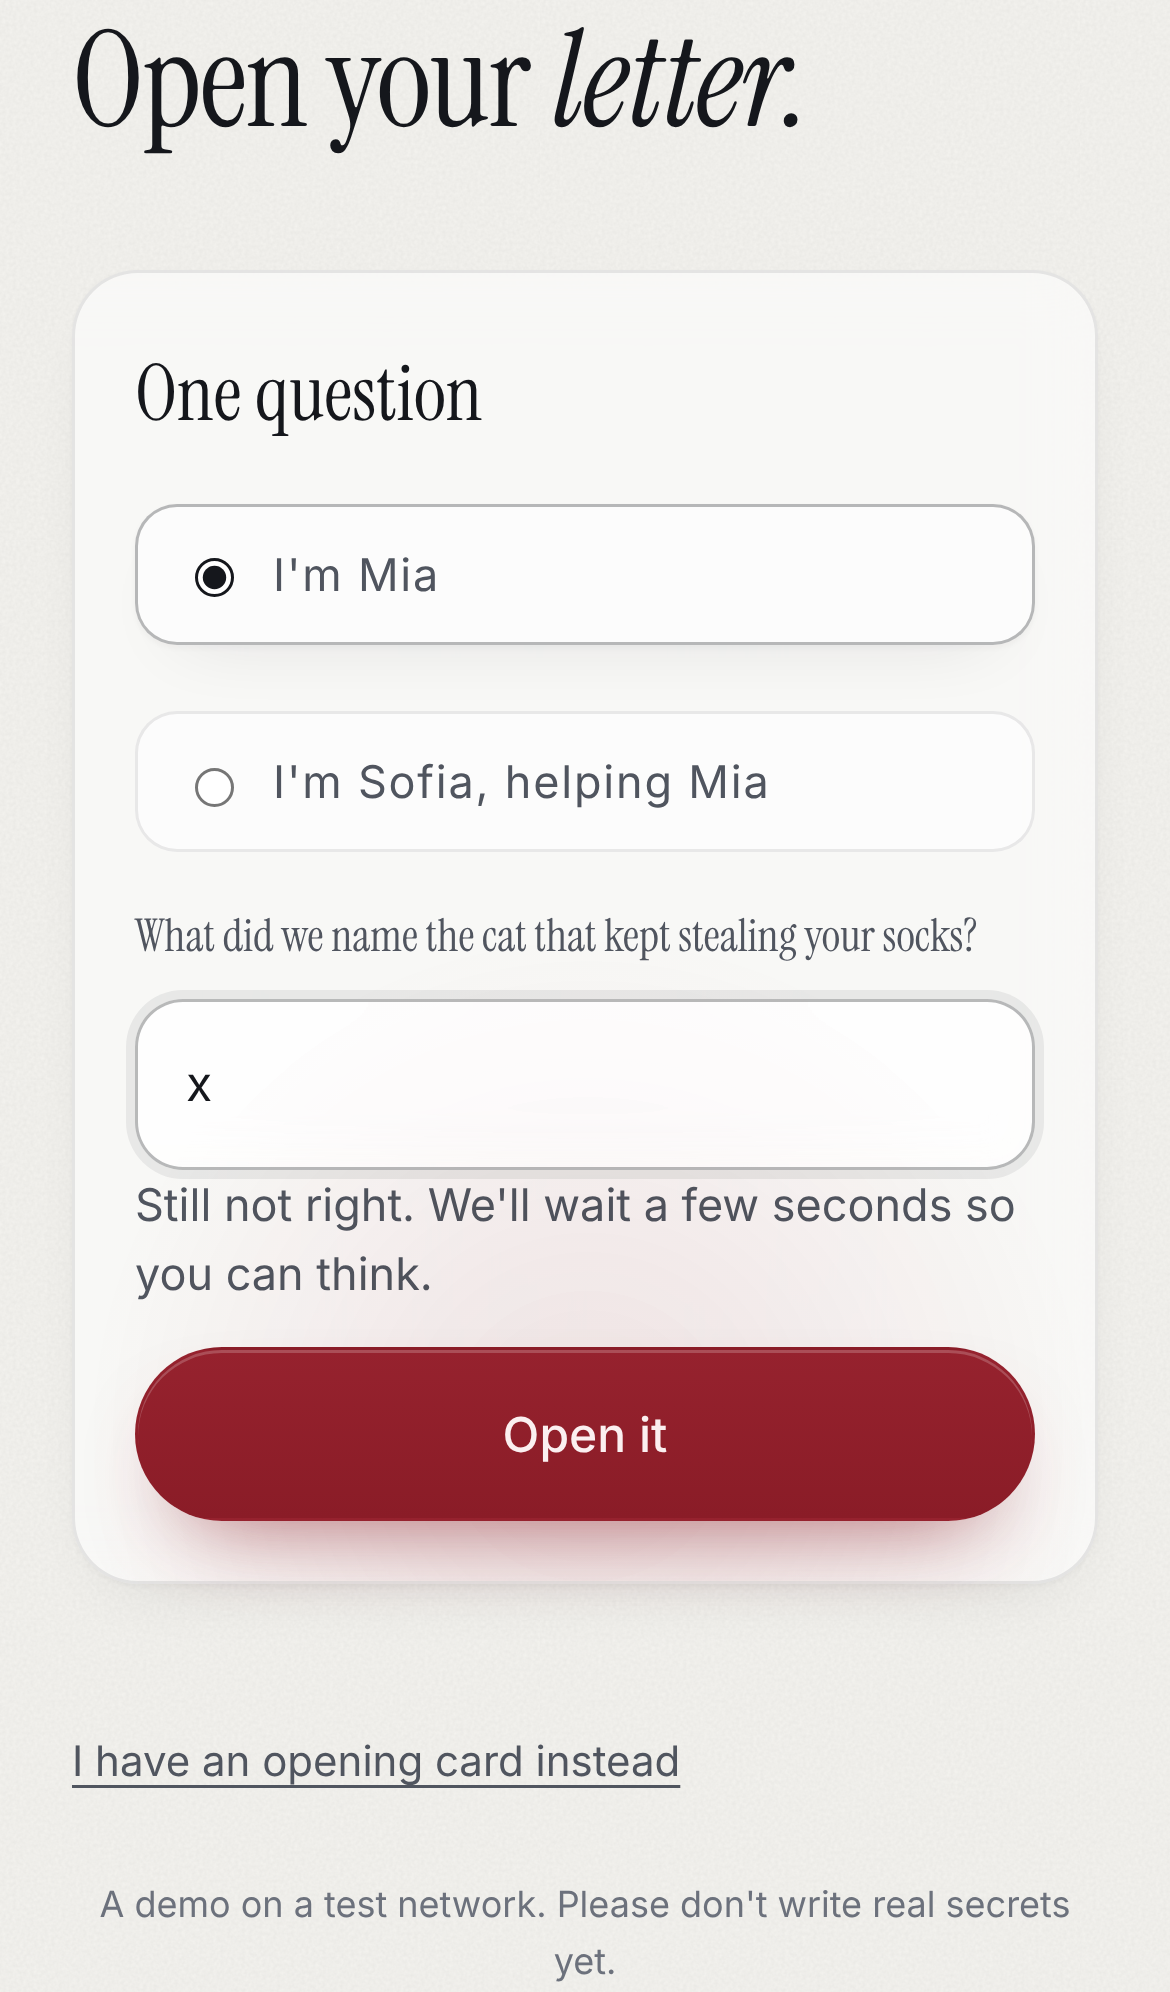 Open your letter.
One question
I'm Mia
I'm Sofia, helping Mia
What did we name the cat that kept stealing your socks?
x
Still not right. We'll wait a few seconds so
you can think.
Open it
I have an opening card instead
A demo on a test network. Please don't write real secrets
yet.